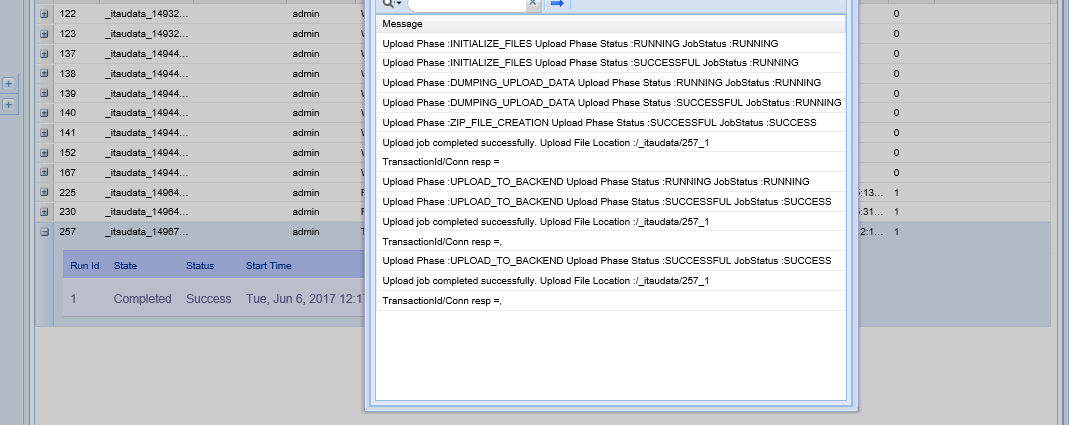 122 _itaudata_14932... admin 0
Message
123 _itaudata_14932... admin 0
137 _itaudata_14944... admin 0
138 _itaudata_14944... admin 0
139 _itaudata_14944... admin 0
140 _itaudata_14944... admin 0
141 _itaudata_14944... admin 0
152 _itaudata_14944... admin 0
167 _itaudata_14944... admin 0
225 _itaudata_14964... admin :13... 1
230 _itaudata_14964... admin :31... 1
257 _itaudata_14967... admin 2:1... 1
Run Id State Status Start Time
1 Completed Success Tue, Jun 6, 2017 12:1
Upload Phase :INITIALIZE_FILES Upload Phase Status :RUNNING JobStatus :RUNNING
Upload Phase :INITIALIZE_FILES Upload Phase Status :SUCCESSFUL JobStatus :RUNNING
Upload Phase :DUMPING_UPLOAD_DATA Upload Phase Status :RUNNING JobStatus :RUNNING
Upload Phase :DUMPING_UPLOAD_DATA Upload Phase Status :SUCCESSFUL JobStatus :RUNNING
Upload Phase :ZIP_FILE_CREATION Upload Phase Status :SUCCESSFUL JobStatus :SUCCESS
Upload job completed successfully. Upload File Location :/_itaudata/257_1
TransactionId/Conn resp =
Upload Phase :UPLOAD_TO_BACKEND Upload Phase Status :RUNNING JobStatus :RUNNING
Upload Phase :UPLOAD_TO_BACKEND Upload Phase Status :SUCCESSFUL JobStatus :SUCCESS
Upload job completed successfully. Upload File Location :/_itaudata/257_1
TransactionId/Conn resp =,
Upload Phase :UPLOAD_TO_BACKEND Upload Phase Status :SUCCESSFUL JobStatus :SUCCESS
Upload job completed successfully. Upload File Location :/_itaudata/257_1
TransactionId/Conn resp =,